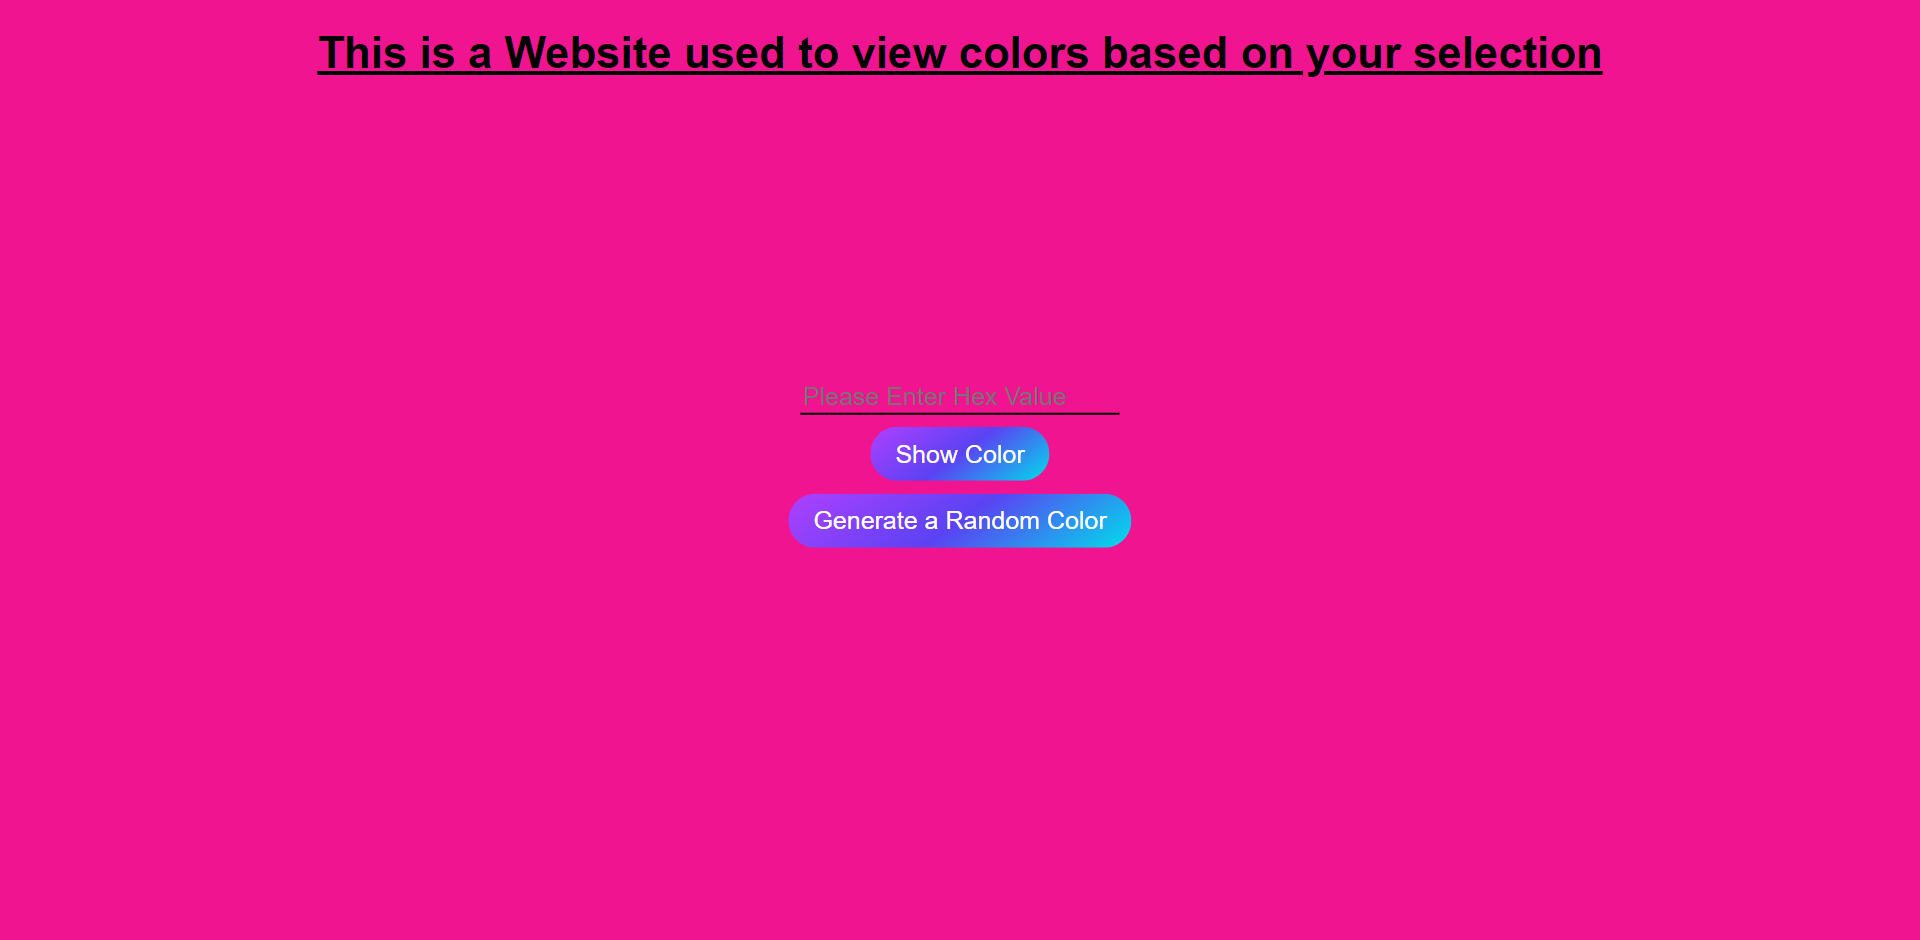 This is a Website used to view colors based on your selection
Please Enter Hex Value
Show Color
Generate a Random Color